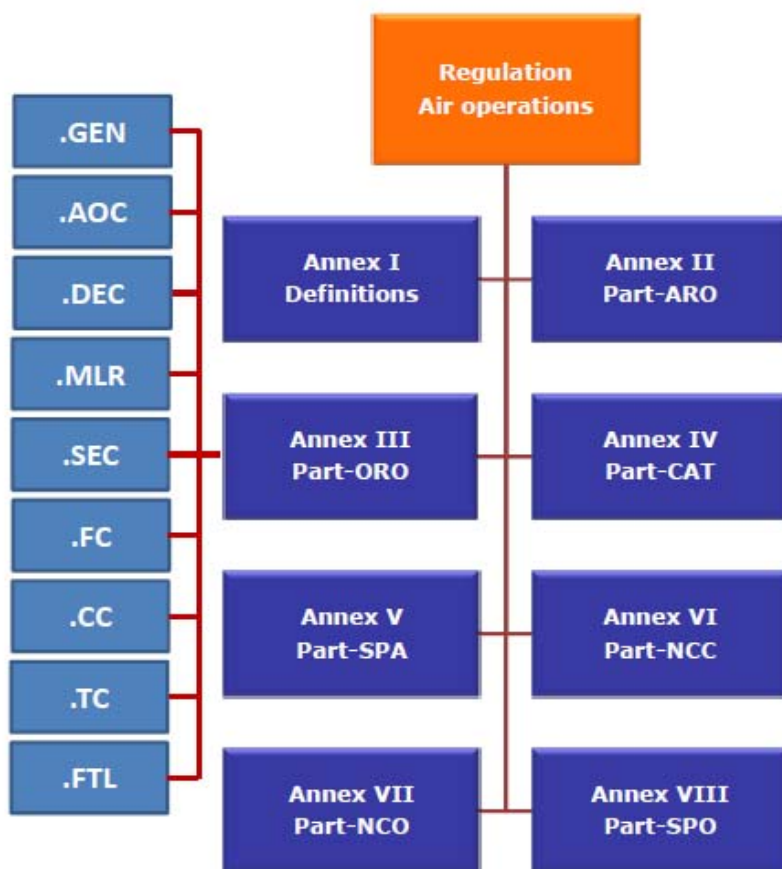 Regulation
Air operations
.GEN
.AOC
.DEC
.MLR
.SEC
.FC
.CC
.TC
.FTL
Annex I
Definitions
Annex II
Part-ARO
Annex III
Part-ORO
Annex IV
Part-CAT
Annex V
Part-SPA
Annex VI
Part-NCC
Annex VII
Part-NCO
Annex VIII
Part-SPO